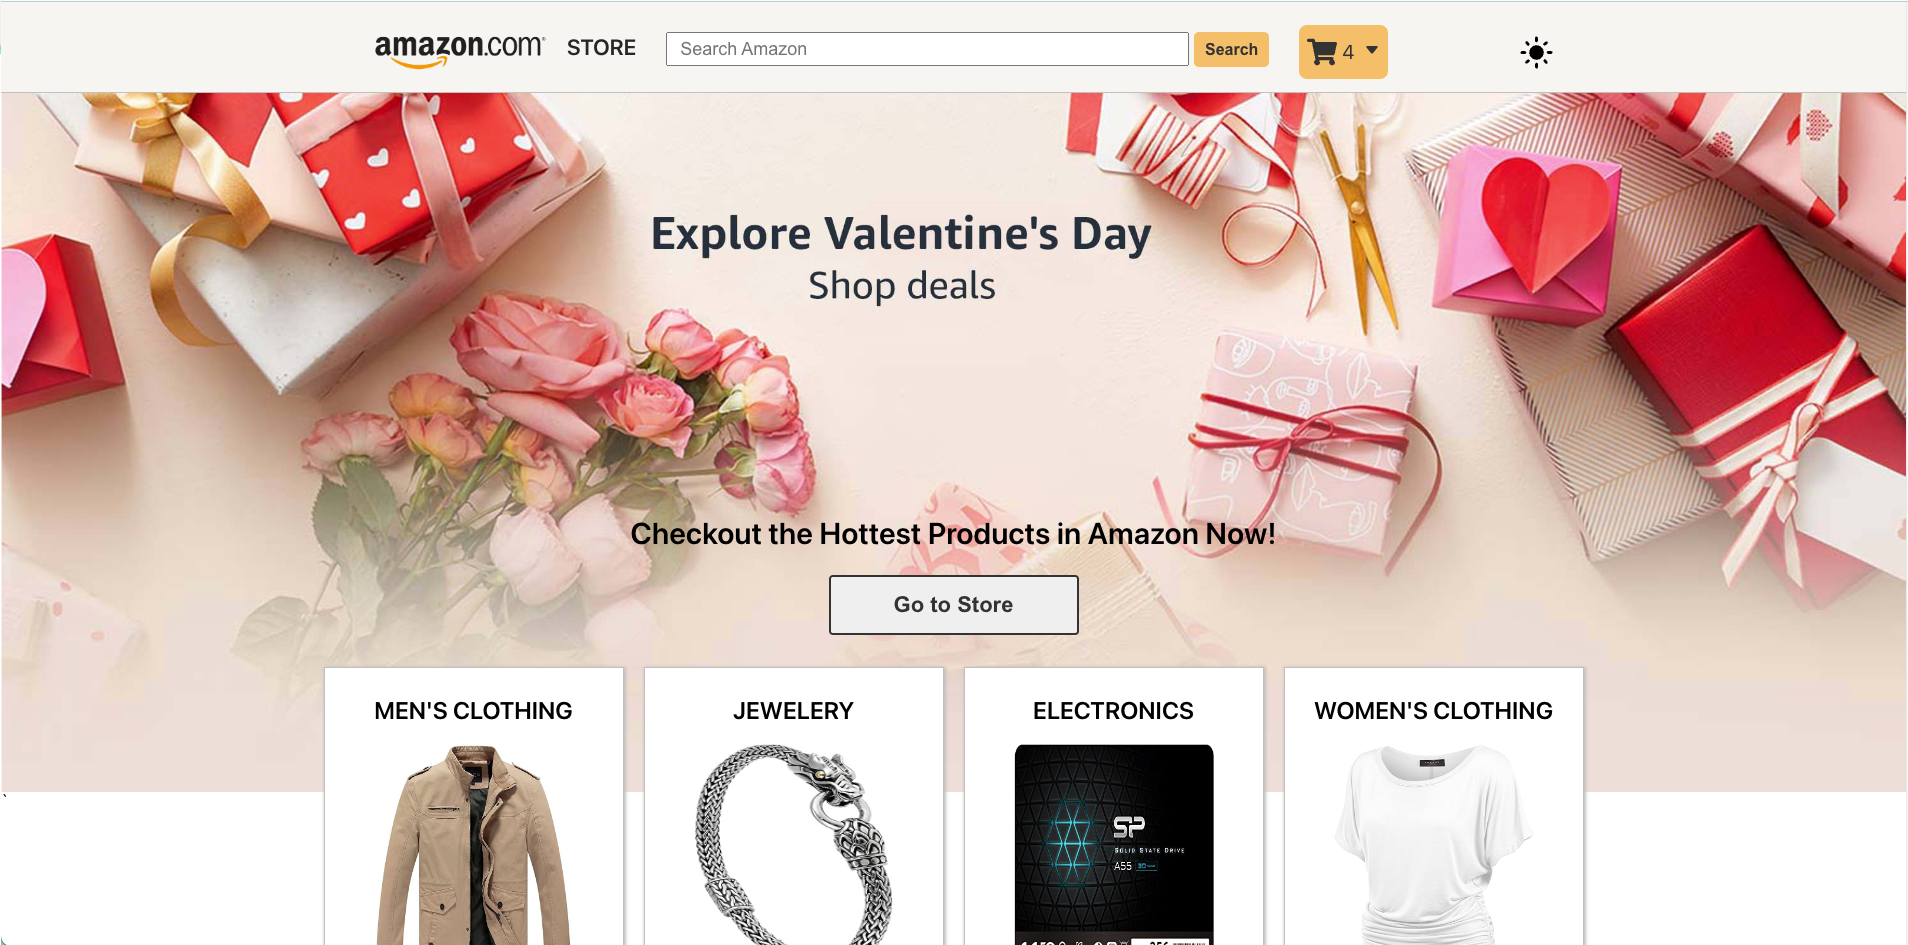 amazon.com STORE Search Amazon Search 4
Explore Valentine's Day
Shop deals
Checkout the Hottest Products in Amazon Now!
Go to Store
MEN'S CLOTHING JEWELERY ELECTRONICS WOMEN'S CLOTHING
`
SP
SOLID STATE DRIVE
A55